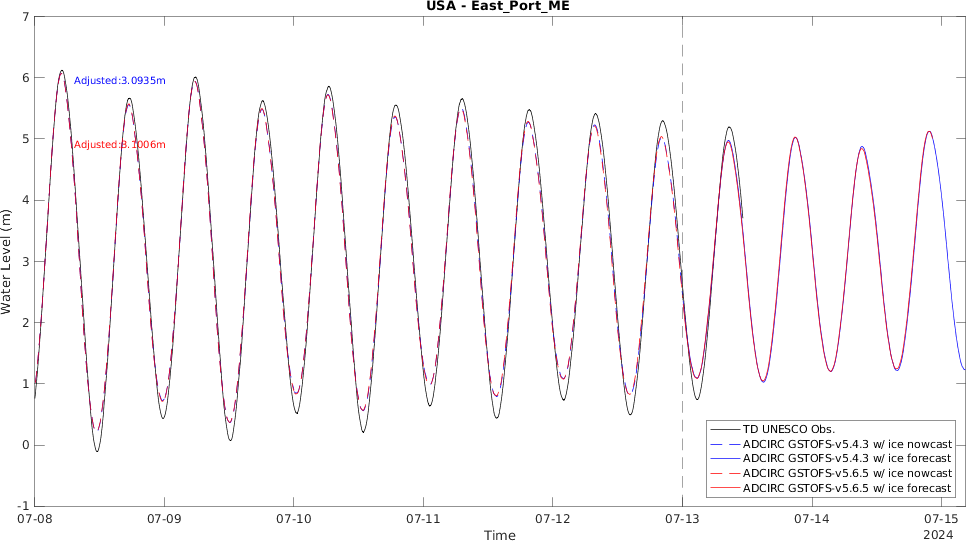 USA - East_Port_ME
7
6
5
4
3
2
1
0
-1
Water Level (m)
Adjusted:3.0935m
Adjusted:3.1006m
TD UNESCO Obs.
ADCIRC GSTOFS-v5.4.3 w/ ice nowcast
ADCIRC GSTOFS-v5.4.3 w/ ice forecast
ADCIRC GSTOFS-v5.6.5 w/ ice nowcast
ADCIRC GSTOFS-v5.6.5 w/ ice forecast
07-08 07-09 07-10 07-11 07-12 07-13 07-14 07-15
Time
2024